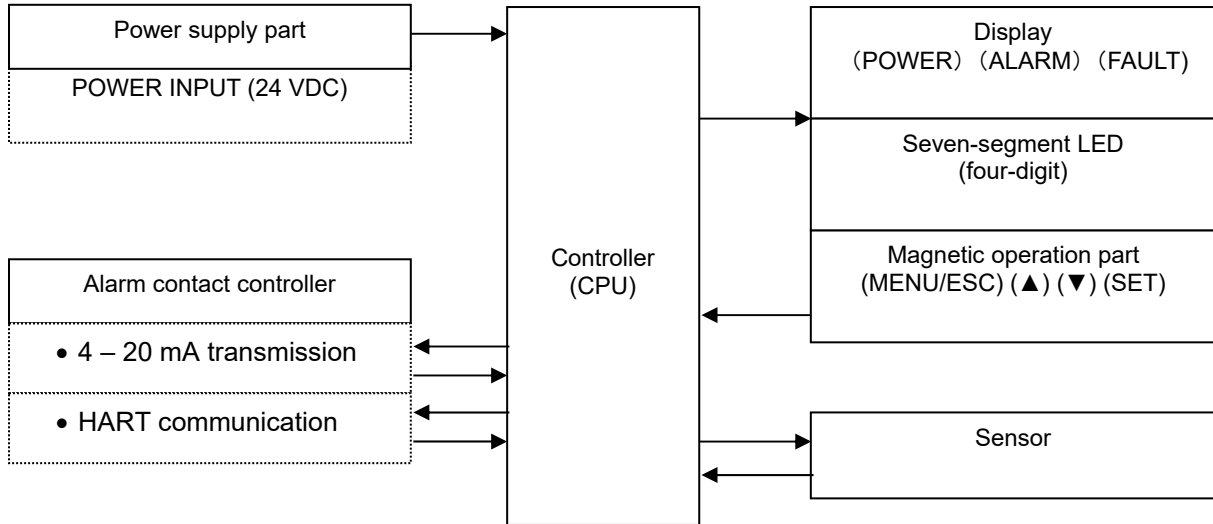 Power supply part
POWER INPUT (24 VDC)
Alarm contact controller
• 4 – 20 mA transmission
• HART communication
Controller
(CPU)
Display
（POWER）（ALARM）（FAULT）
Seven-segment LED
(four-digit)
Magnetic operation part
(MENU/ESC) (▲) (▼) (SET)
Sensor